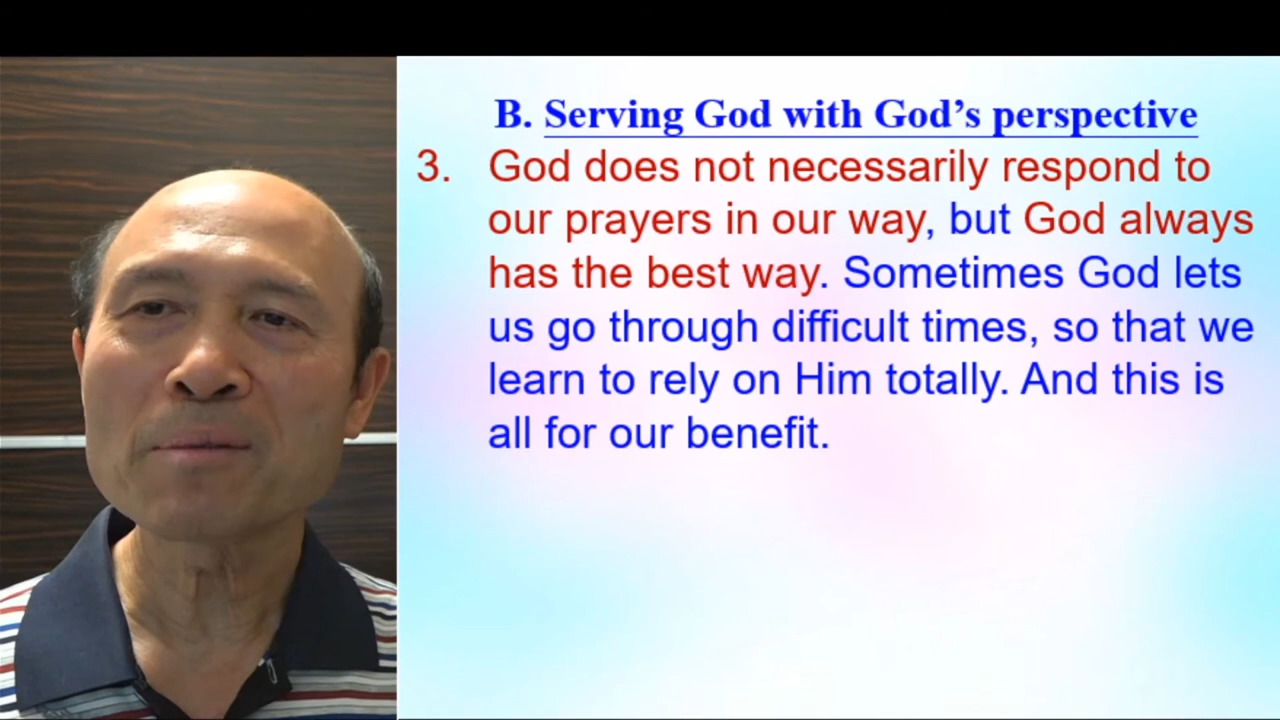 B. Serving God with God’s perspective
3. God does not necessarily respond to
our prayers in our way, but God always
has the best way. Sometimes God lets
us go through difficult times, so that we
learn to rely on Him totally. And this is
all for our benefit.